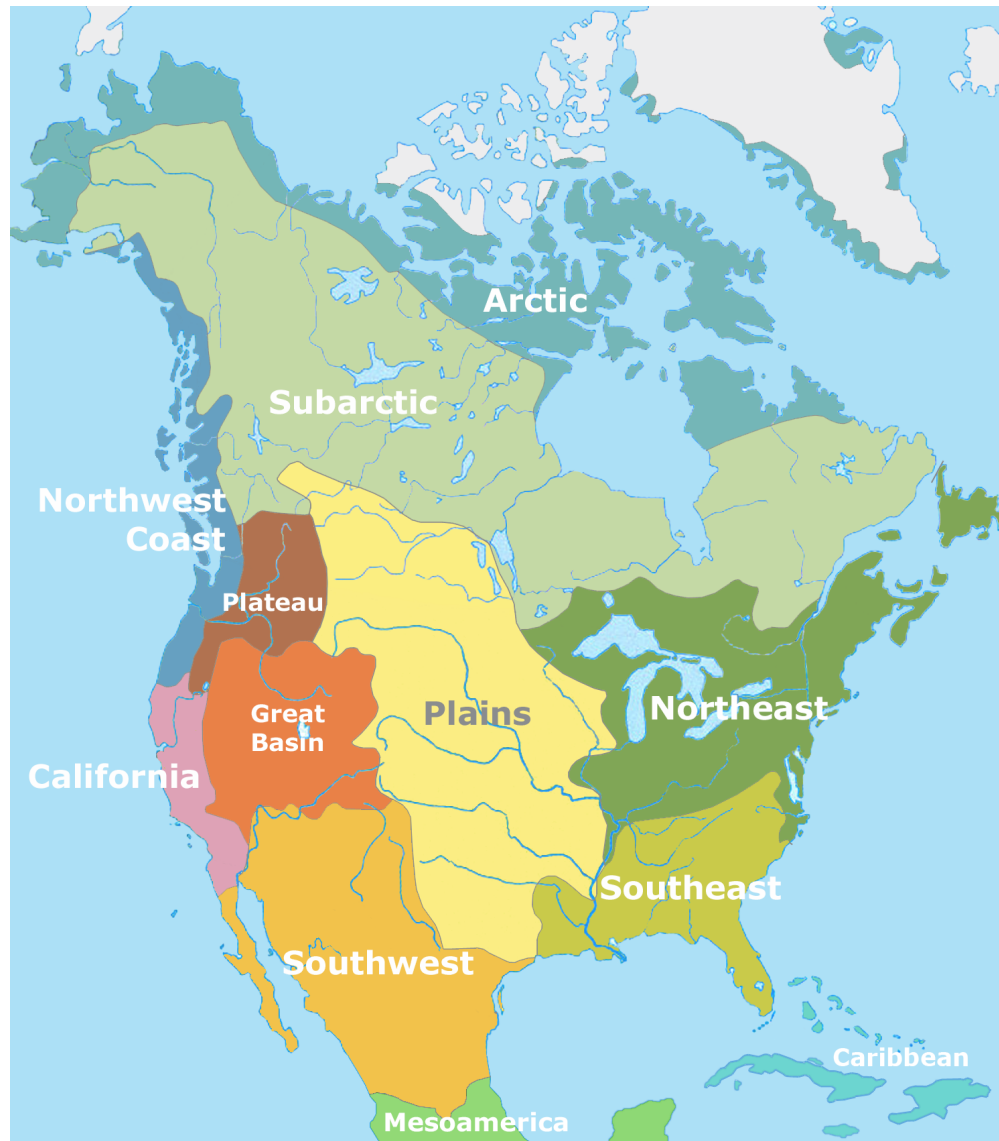 Arctic
Subarctic
Northwest
Coast
Plateau
Great
Basin
Plains
Northeast
California
Southeast
Southwest
Caribbean
Mesoamerica